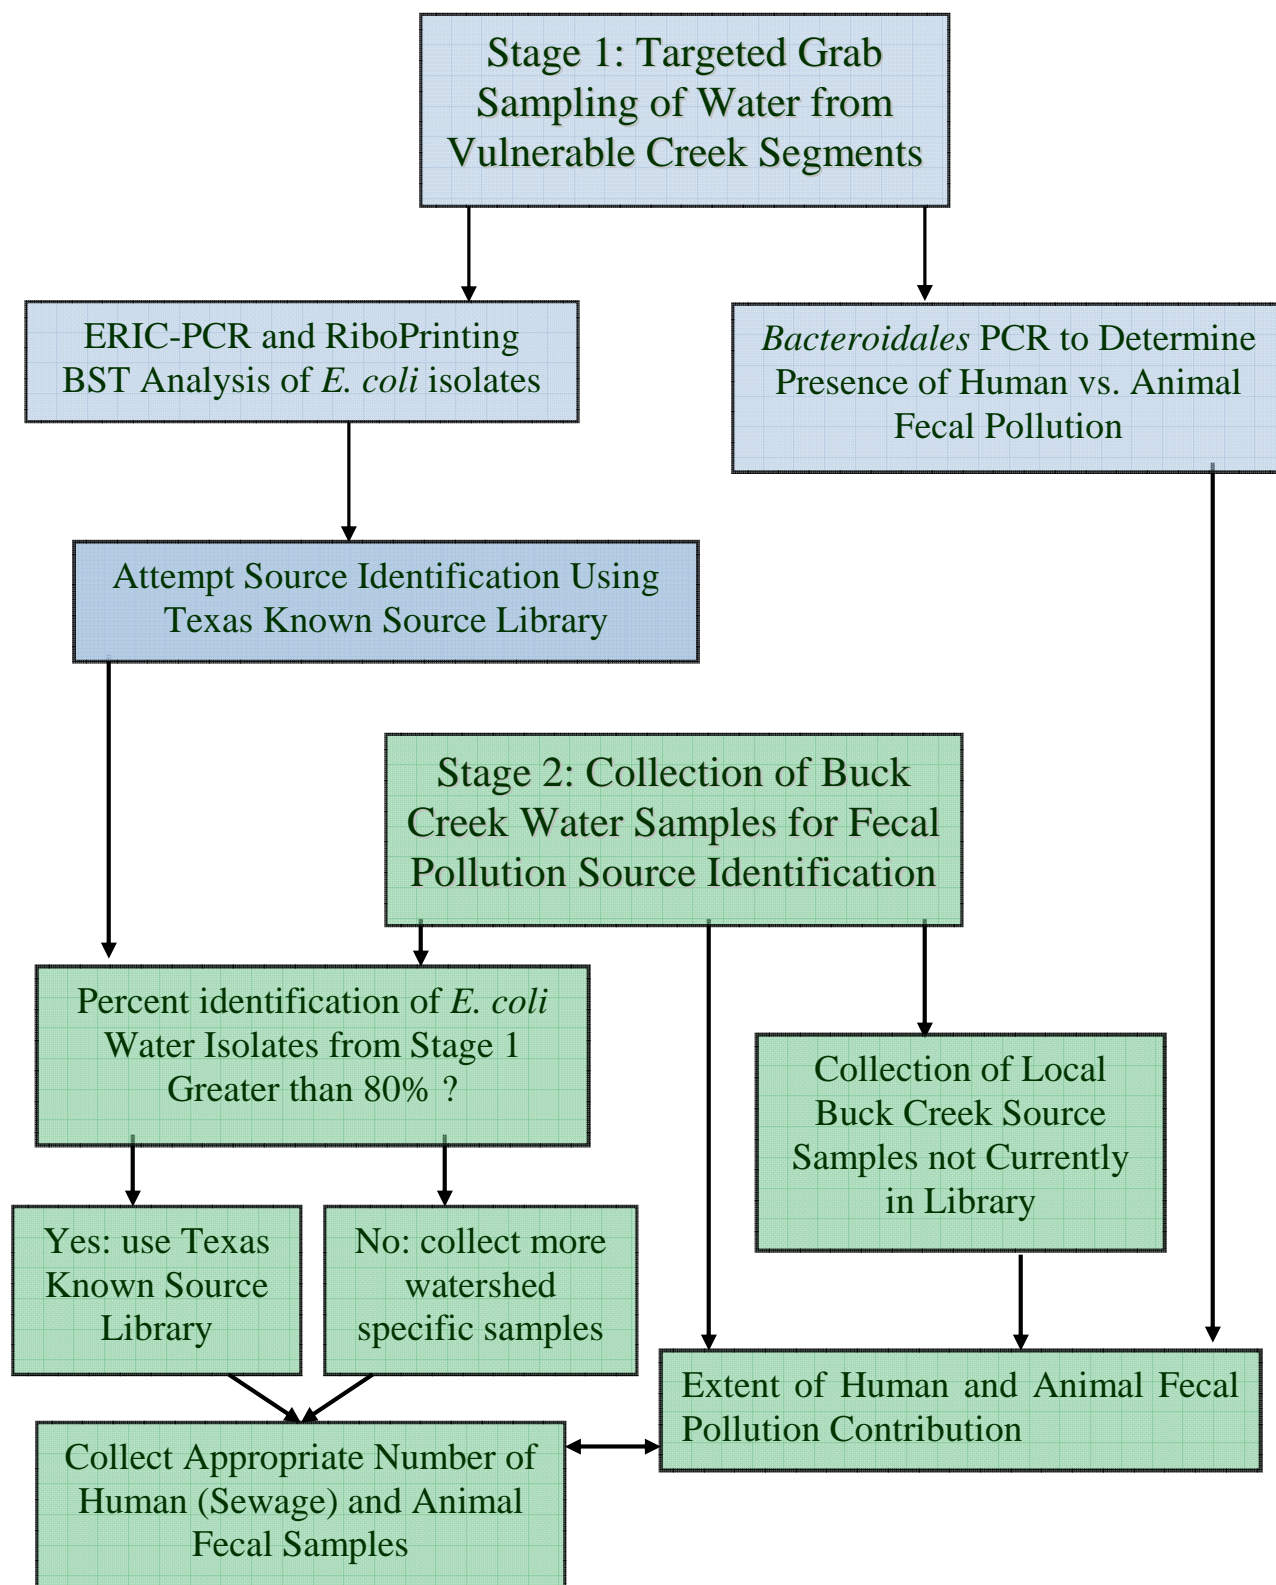 Stage 1: Targeted Grab
Sampling of Water from
Vulnerable Creek Segments
ERIC-PCR and RiboPrinting
BST Analysis of E. coli isolates
Bacteroidales PCR to Determine
Presence of Human vs. Animal
Fecal Pollution
Attempt Source Identification Using
Texas Known Source Library
Stage 2: Collection of Buck
Creek Water Samples for Fecal
Pollution Source Identification
Percent identification of E. coli
Water Isolates from Stage 1
Greater than 80% ?
Collection of Local
Buck Creek Source
Samples not Currently
in Library
Yes: use Texas
Known Source
Library
No: collect more
watershed
specific samples
Extent of Human and Animal Fecal
Pollution Contribution
Collect Appropriate Number of
Human (Sewage) and Animal
Fecal Samples